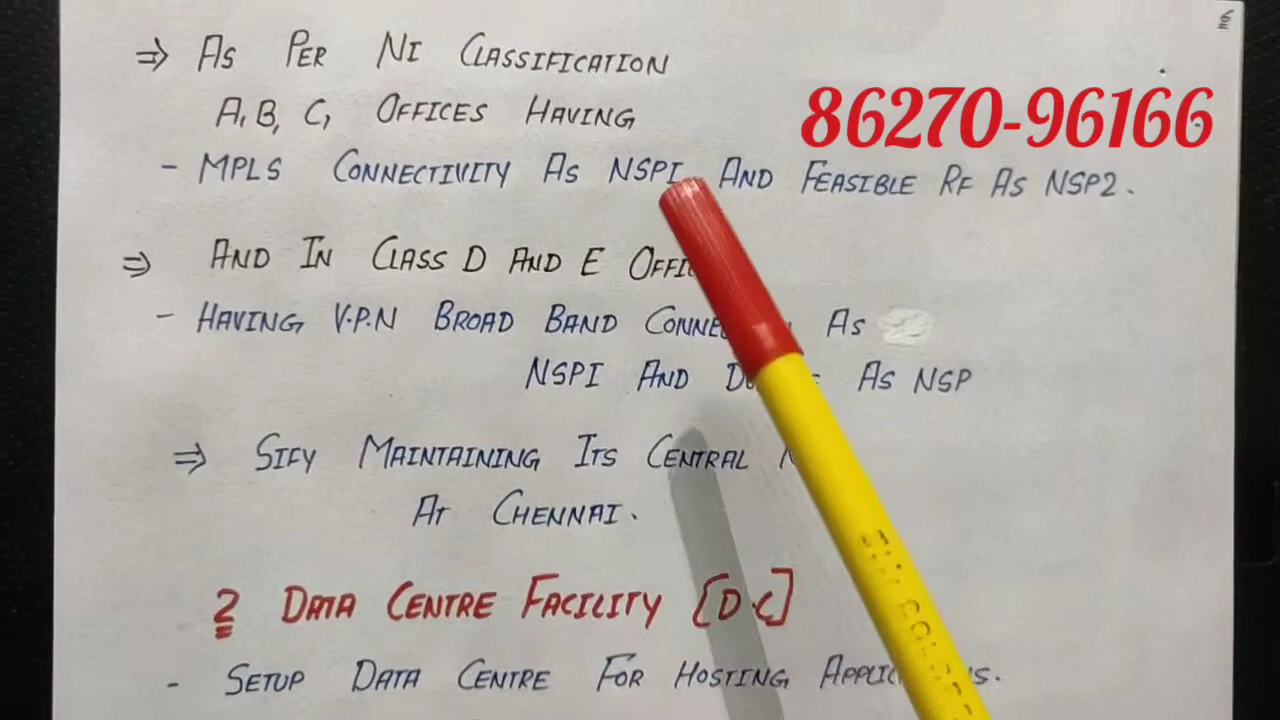 ⇒ AS PER NI CLASSIFICATION
A, B, C, OFFICES HAVING
86270-96166
- MPLS CONNECTIVITY AS NSPI AND FEASIBLE RF AS NSP2.
⇒ AND IN CLASS D AND E
- HAVING V.P.N BROAD BAND AS
NSPI AND AS NSP
⇒ SIFY MAINTAINING ITS CENTRAL
AT CHENNAI.
2 DATA CENTRE FACILITY [D.C]
- SETUP DATA CENTRE FOR HOSTING